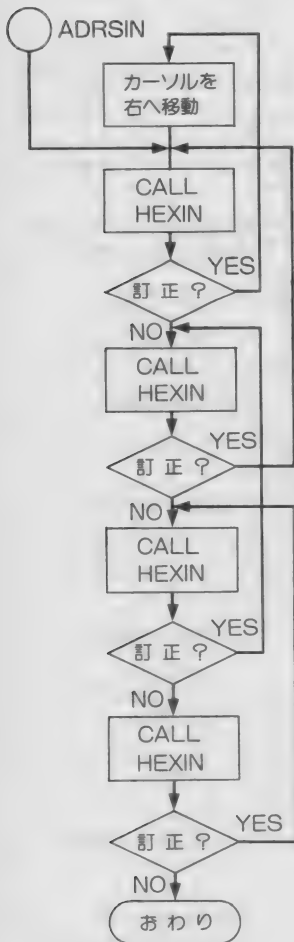 ADRSIN
カーソルを
右へ移動
CALL
HEXIN
訂正？
YES
NO
CALL
HEXIN
訂正？
YES
NO
CALL
HEXIN
訂正？
YES
NO
CALL
HEXIN
訂正？
YES
NO
おわり